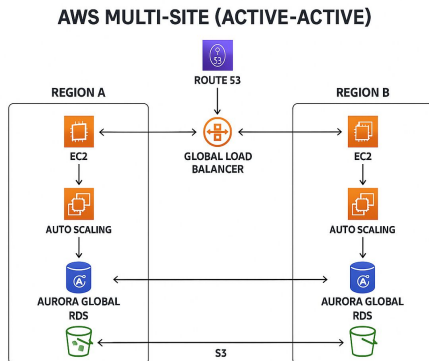 AWS MULTI-SITE (ACTIVE-ACTIVE)
53
ROUTE 53
REGION A
REGION B
EC2
GLOBAL LOAD
BALANCER
EC2
AUTO SCALING
AUTO SCALING
A
A
AURORA GLOBAL
RDS
AURORA GLOBAL
RDS
S3